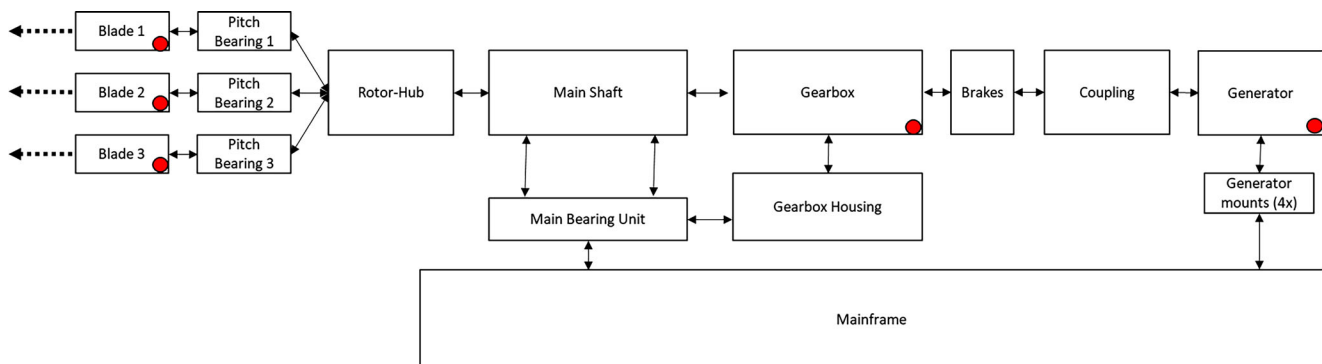 Blade 1
Pitch
Bearing 1
Blade 2
Pitch
Bearing 2
Blade 3
Pitch
Bearing 3
Rotor-Hub
Main Shaft
Gearbox
Brakes
Coupling
Generator
Main Bearing Unit
Gearbox Housing
Generator
mounts (4x)
Mainframe